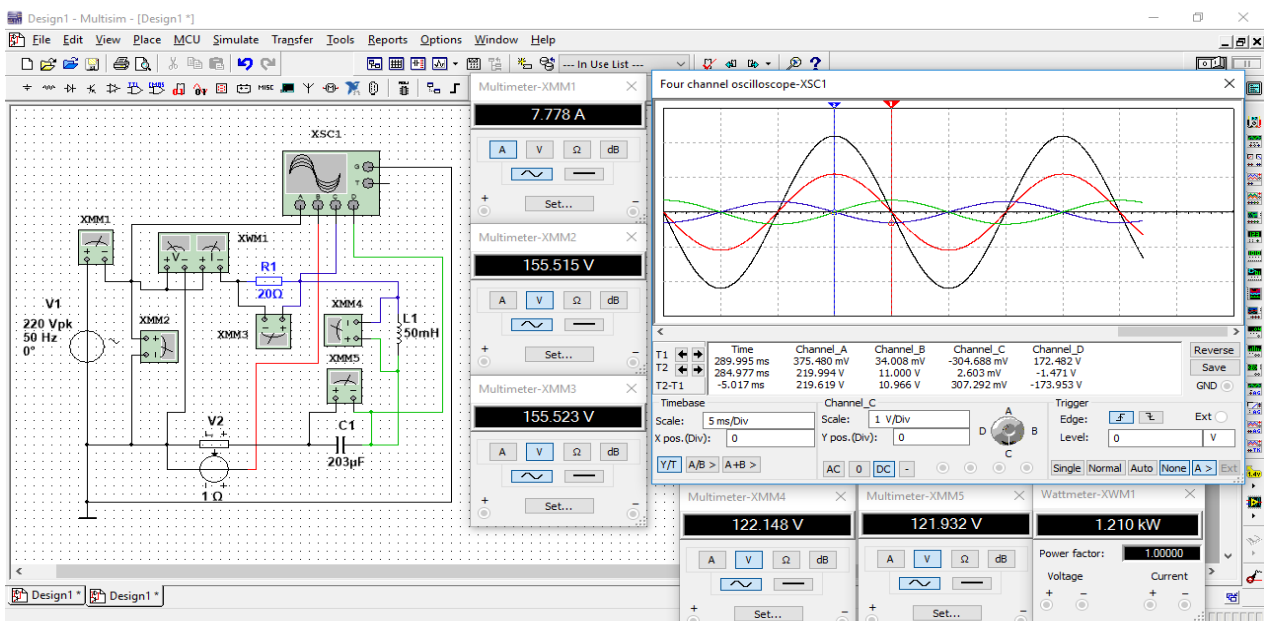 Design1 - Multisim - [Design1 *]
File Edit View Place MCU Simulate Transfer Tools Reports Options Window Help
--- In Use List ---
Multimeter-XMM1
7.778 A
A V Ω dB
Set...
Multimeter-XMM2
155.515 V
A V Ω dB
Set...
Multimeter-XMM3
155.523 V
A V Ω dB
Set...
XSC1
G
T
A B C D
XMM1
XWM1
V I
R1
20Ω
V1
220 Vpk
50 Hz
0°
XMM2
XMM3
XMM4
L1
50mH
XMM5
V2
C1
203µF
1 Ω
Four channel oscilloscope-XSC1
Time Channel_A Channel_B Channel_C Channel_D
T1 289.995 ms 375.480 mV 34.008 mV -304.688 mV 172.482 V
T2 284.977 ms 219.994 V 11.000 V 2.603 mV -1.471 V
T2-T1 -5.017 ms 219.619 V 10.966 V 307.292 mV -173.953 V
Reverse
Save
GND
Timebase
Scale: 5 ms/Div
X pos.(Div): 0
Y/T A/B > A+B >
Channel_C
Scale: 1 V/Div
Y pos.(Div): 0
AC 0 DC -
A
D B
C
Trigger
Edge: Ext
Level: 0 V
Single Normal Auto None A > Ext
Multimeter-XMM4
122.148 V
A V Ω dB
Set...
Multimeter-XMM5
121.932 V
A V Ω dB
Set...
Wattmeter-XWM1
1.210 kW
Power factor: 1.00000
Voltage Current
Design1 * Design1 *